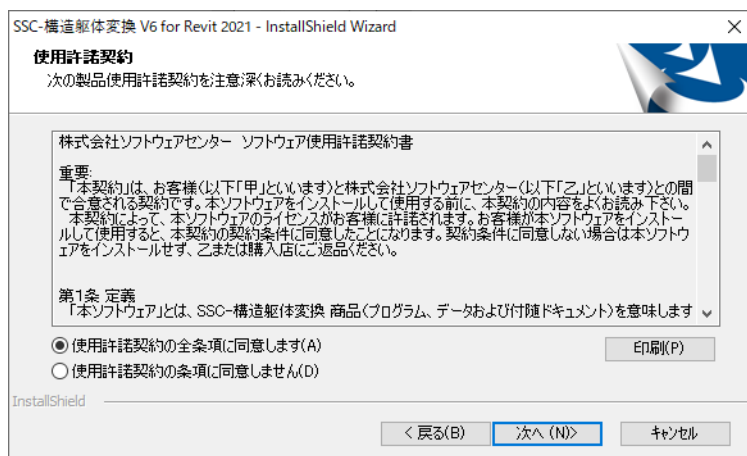 SSC-構造躯体変換 V6 for Revit 2021 - InstallShield Wizard
使用許諾契約
次の製品使用許諾契約を注意深くお読みください。
株式会社ソフトウェアセンター ソフトウェア使用許諾契約書
重要:
「本契約」は、お客様(以下「甲」といいます)と株式会社ソフトウェアセンター(以下「乙」といいます)との間
で合意される契約です。本ソフトウェアをインストールして使用する前に、本契約の内容をよくお読み下さい。
本契約によって、本ソフトウェアのライセンスがお客様に許諾されます。お客様が本ソフトウェアをインストー
ルして使用すると、本契約の契約条件に同意したことになります。契約条件に同意しない場合は本ソフトウ
ェアをインストールせず、乙または購入店にご返品ください。
第1条 定義
「本ソフトウェア」とは、SSC-構造躯体変換 商品(プログラム、データおよび付随ドキュメント)を意味します
使用許諾契約の全条項に同意します(A)
印刷(P)
使用許諾契約の条項に同意しません(D)
InstallShield
< 戻る(B)
次へ (N)>
キャンセル